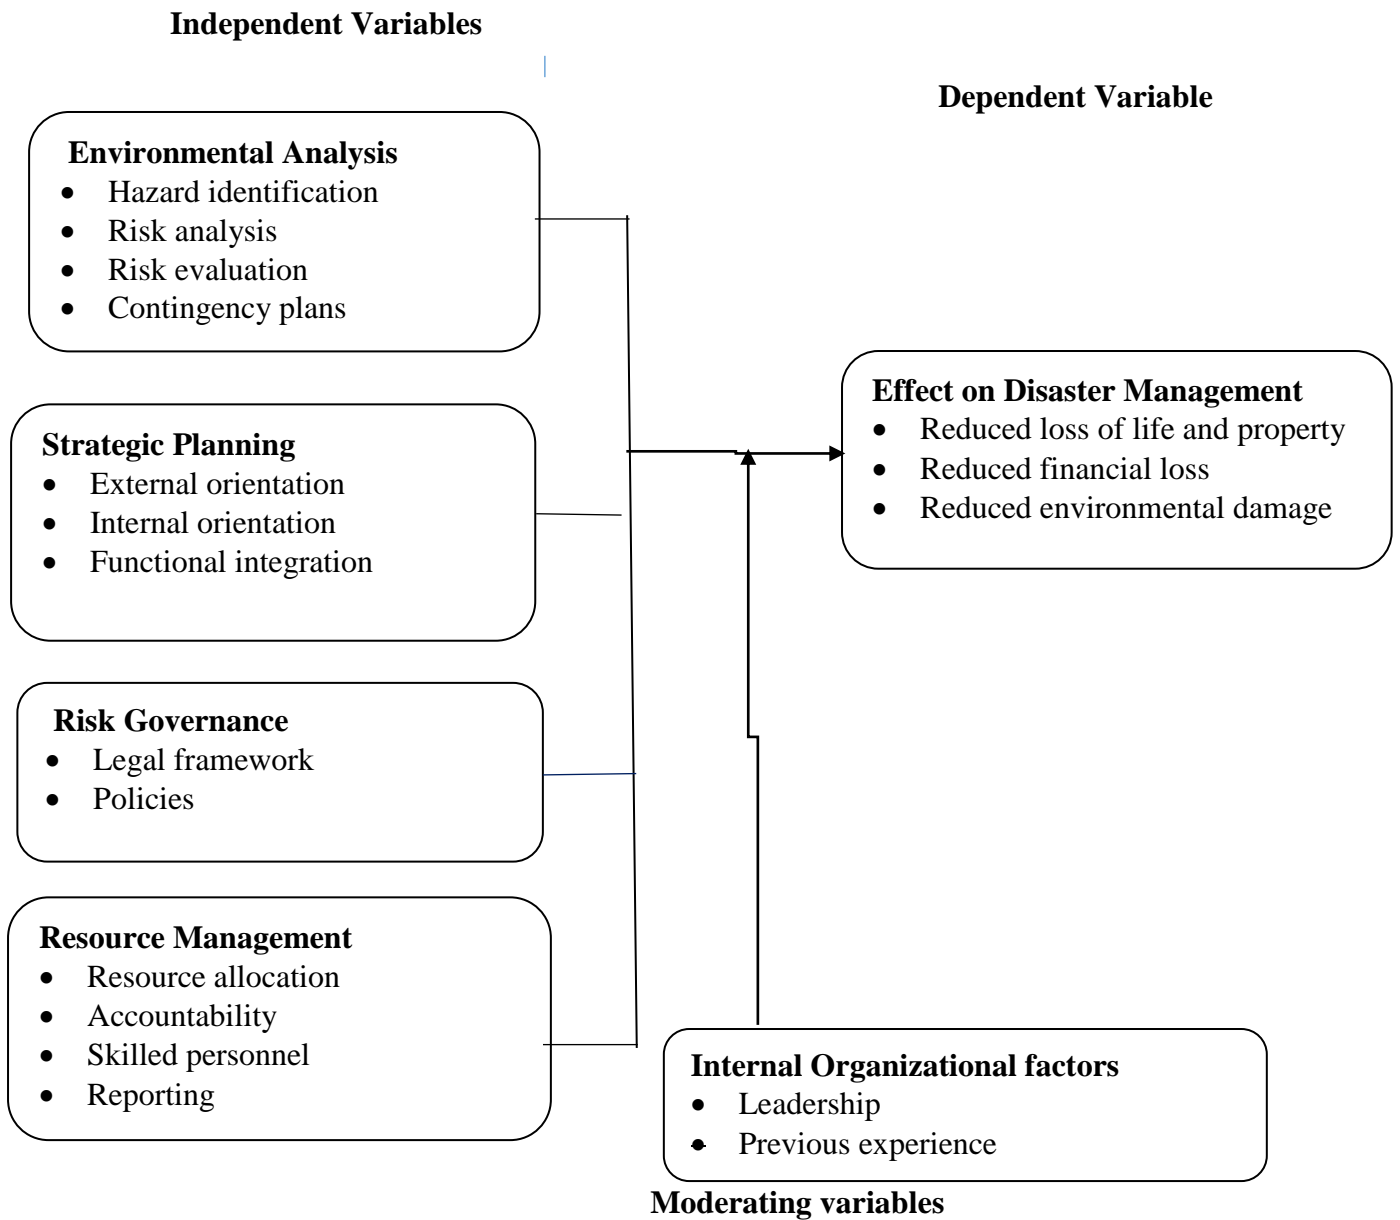 Independent Variables
Dependent Variable
Environmental Analysis
• Hazard identification
• Risk analysis
• Risk evaluation
• Contingency plans
Strategic Planning
• External orientation
• Internal orientation
• Functional integration
Risk Governance
• Legal framework
• Policies
Resource Management
• Resource allocation
• Accountability
• Skilled personnel
• Reporting
Effect on Disaster Management
• Reduced loss of life and property
• Reduced financial loss
• Reduced environmental damage
Internal Organizational factors
• Leadership
• Previous experience
Moderating variables